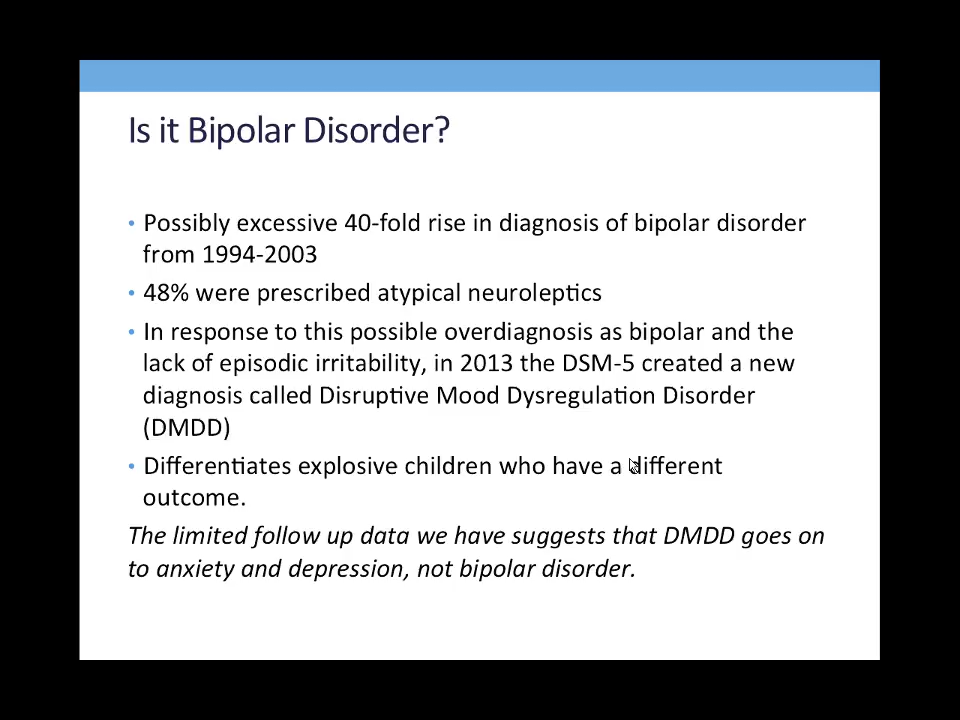 Is it Bipolar Disorder?
• Possibly excessive 40-fold rise in diagnosis of bipolar disorder
from 1994-2003
• 48% were prescribed atypical neuroleptics
• In response to this possible overdiagnosis as bipolar and the
lack of episodic irritability, in 2013 the DSM-5 created a new
diagnosis called Disruptive Mood Dysregulation Disorder
(DMDD)
• Differentiates explosive children who have a different
outcome.
The limited follow up data we have suggests that DMDD goes on
to anxiety and depression, not bipolar disorder.